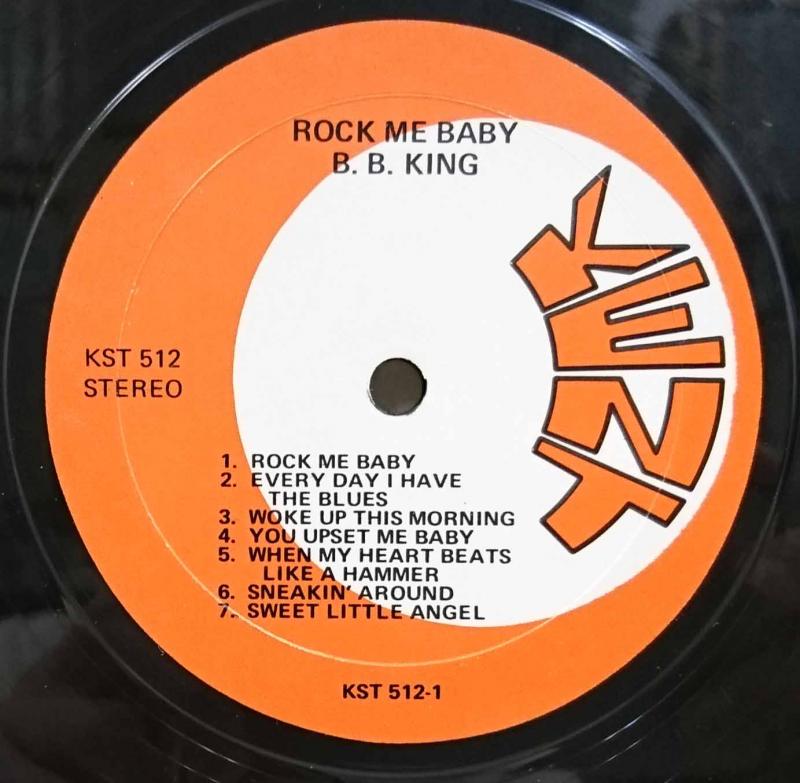 ROCK ME BABY
B. B. KING
KENT
KST 512
STEREO
1. ROCK ME BABY
2. EVERY DAY I HAVE
THE BLUES
3. WOKE UP THIS MORNING
4. YOU UPSET ME BABY
5. WHEN MY HEART BEATS
LIKE A HAMMER
6. SNEAKIN' AROUND
7. SWEET LITTLE ANGEL
KST 512-1